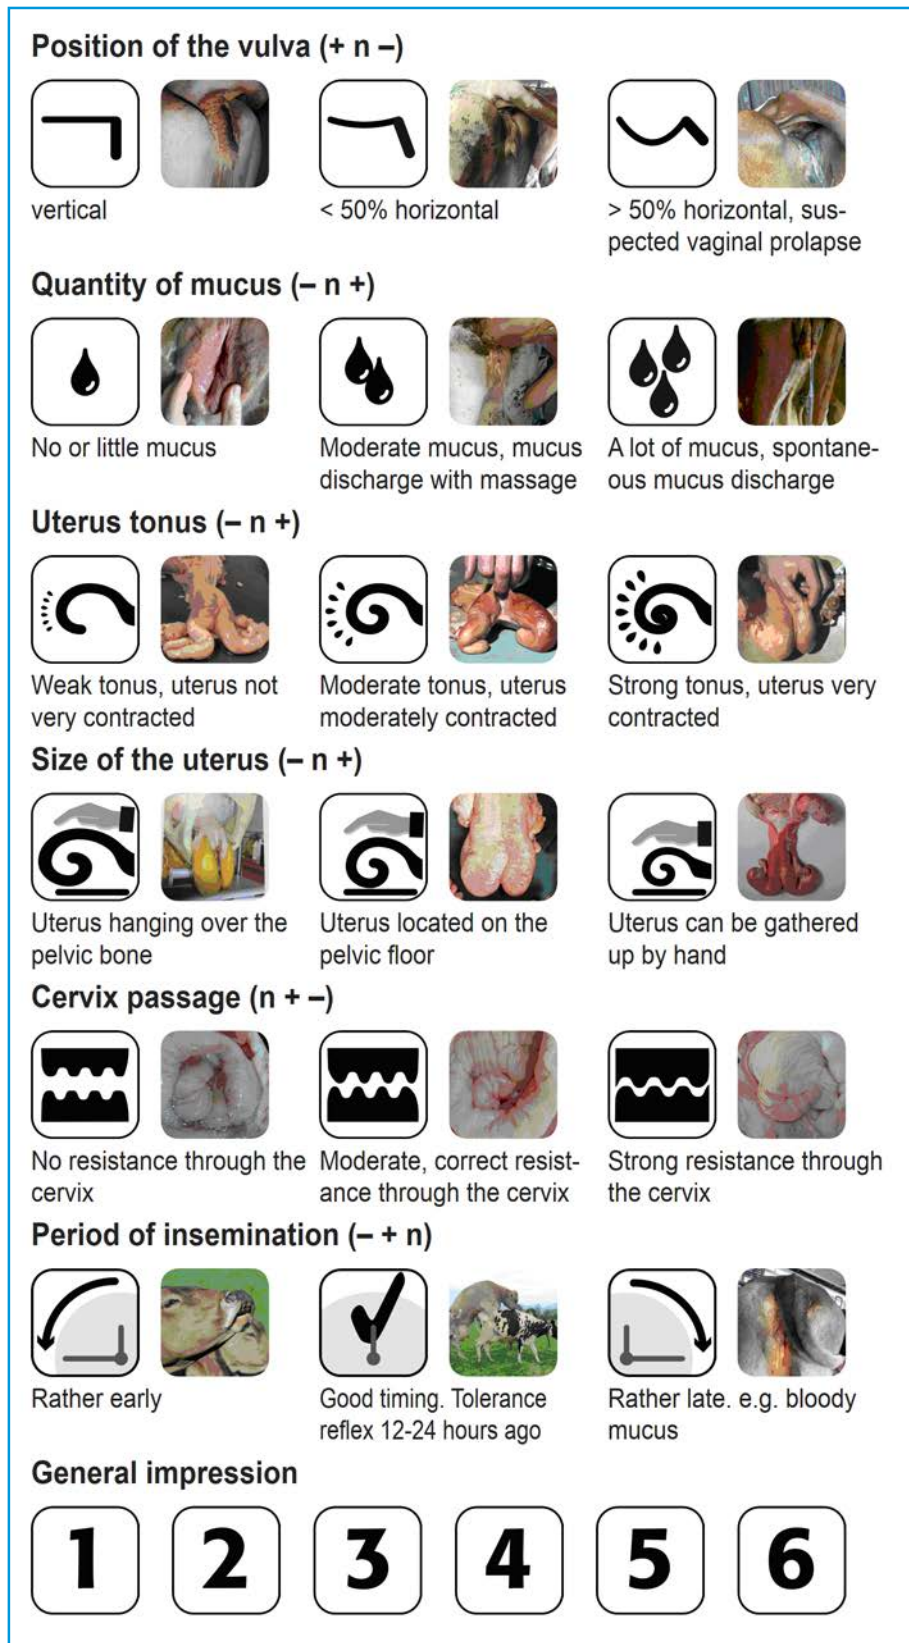 Position of the vulva (+ n –)
vertical
< 50% horizontal
> 50% horizontal, sus-
pected vaginal prolapse
Quantity of mucus (– n +)
No or little mucus
Moderate mucus, mucus
discharge with massage
A lot of mucus, spontane-
ous mucus discharge
Uterus tonus (– n +)
Weak tonus, uterus not
very contracted
Moderate tonus, uterus
moderately contracted
Strong tonus, uterus very
contracted
Size of the uterus (– n +)
Uterus hanging over the
pelvic bone
Uterus located on the
pelvic floor
Uterus can be gathered
up by hand
Cervix passage (n + –)
No resistance through the
cervix
Moderate, correct resist-
ance through the cervix
Strong resistance through
the cervix
Period of insemination (– + n)
Rather early
Good timing. Tolerance
reflex 12-24 hours ago
Rather late. e.g. bloody
mucus
General impression
1 2 3 4 5 6